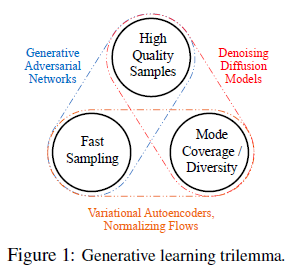 Generative
Adversarial
Networks
High
Quality
Samples
Denoising
Diffusion
Models
Fast
Sampling
Mode
Coverage /
Diversity
Variational Autoencoders,
Normalizing Flows
Figure 1: Generative learning trilemma.